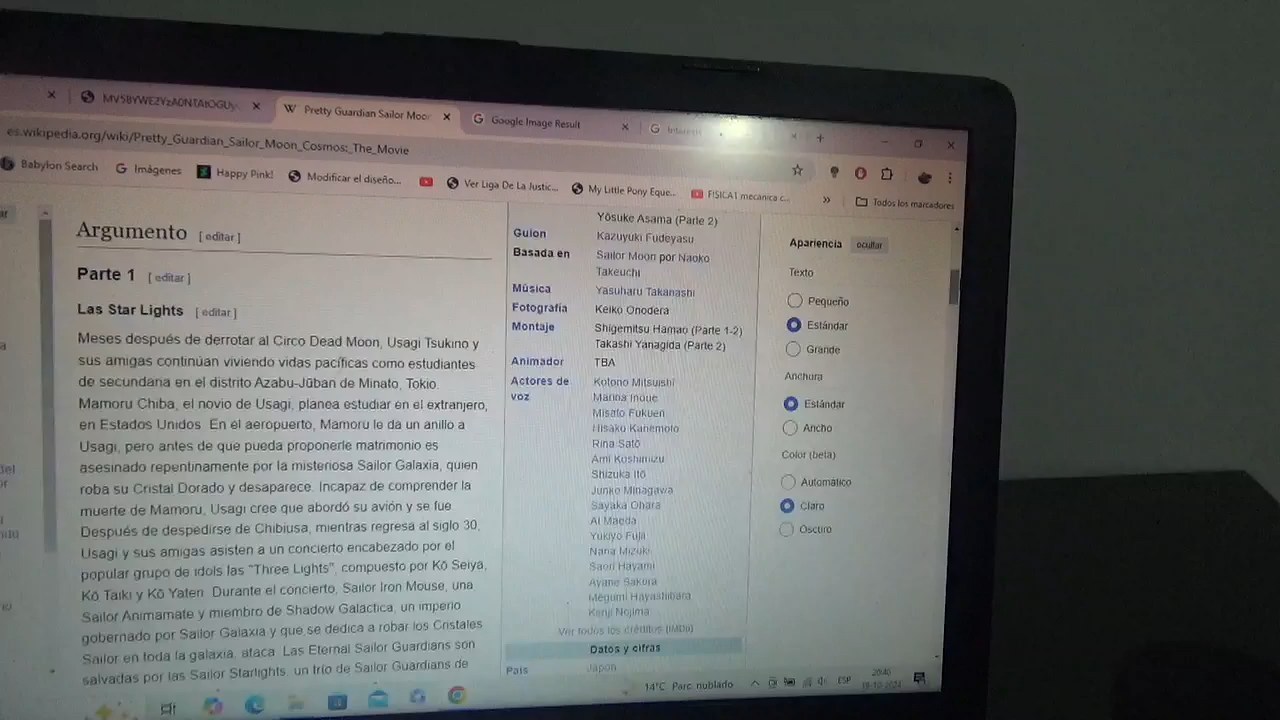 MV5BYWE2YzA0NTAtOGUy
Pretty Guardian Sailor Moo
Google Image Result
es.wikipedia.org/wiki/Pretty_Guardian_Sailor_Moon_Cosmos:_The_Movie
Babylon Search
Imágenes
Happy Pink!
Modificar el diseño...
Ver Liga De La Justic...
My Little Pony Eque...
FISICA1 mecanica c...
»
Todos los marcadores
Argumento [ editar ]
Parte 1 [ editar ]
Las Star Lights [ editar ]
Meses después de derrotar al Circo Dead Moon, Usagi Tsukino y
sus amigas continúan viviendo vidas pacíficas como estudiantes
de secundaria en el distrito Azabu-Jūban de Minato, Tokio.
Mamoru Chiba, el novio de Usagi, planea estudiar en el extranjero,
en Estados Unidos. En el aeropuerto, Mamoru le da un anillo a
Usagi, pero antes de que pueda proponerle matrimonio es
asesinado repentinamente por la misteriosa Sailor Galaxia, quien
roba su Cristal Dorado y desaparece. Incapaz de comprender la
muerte de Mamoru, Usagi cree que abordó su avión y se fue
Después de despedirse de Chibiusa, mientras regresa al siglo 30,
Usagi y sus amigas asisten a un concierto encabezado por el
popular grupo de idols las "Three Lights", compuesto por Kō Seiya,
Kō Taiki y Kō Yaten. Durante el concierto, Sailor Iron Mouse, una
Sailor Animamate y miembro de Shadow Galactica, un imperio
gobernado por Sailor Galaxia y que se dedica a robar los Cristales
Sailor en toda la galaxia, ataca. Las Eternal Sailor Guardians son
salvadas por las Sailor Starlights, un trío de Sailor Guardians de
Yōsuke Asama (Parte 2)
Guion Kazuyuki Fudeyasu
Basada en Sailor Moon por Naoko
Takeuchi
Música Yasuharu Takanashi
Fotografía Keiko Onodera
Montaje Shigemitsu Hamao (Parte 1-2)
Takashi Yanagida (Parte 2)
Animador TBA
Actores de voz Kotono Mitsuishi
Marina Inoue
Misato Fukuen
Hisako Kanemoto
Rina Satō
Ami Koshimizu
Shizuka Itō
Junko Minagawa
Sayaka Ohara
Ai Maeda
Yukiyo Fujii
Nana Mizuki
Saori Hayami
Ayane Sakura
Megumi Hayashibara
Kenji Nojima
Ver todos los créditos (IMDb)
Datos y cifras
País Japón
Apariencia ocultar
Texto
Pequeño
Estándar
Grande
Anchura
Estándar
Ancho
Color (beta)
Automático
Claro
Oscuro
14°C Parc. nublado
ESP
20:40